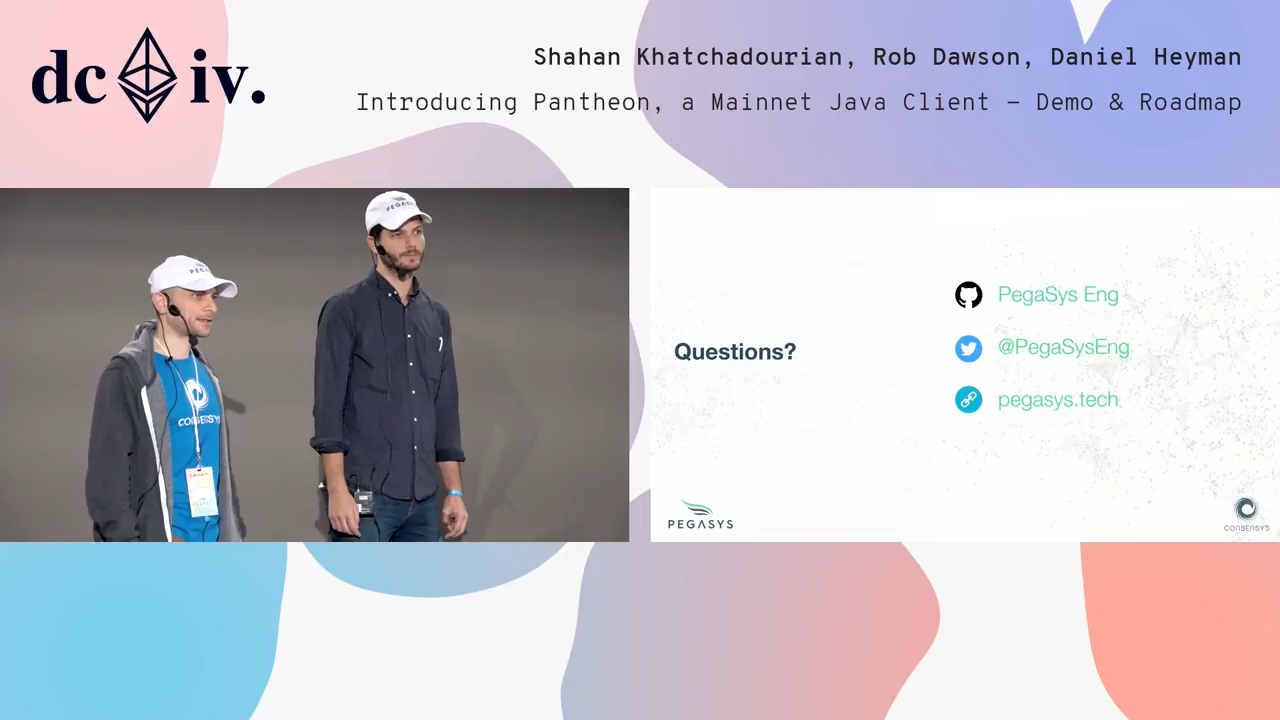 dc iv.
Shahan Khatchadourian, Rob Dawson, Daniel Heyman
Introducing Pantheon, a Mainnet Java Client – Demo & Roadmap
PEGASYS
CONSENSYS
Questions?
PegaSys Eng
@PegaSysEng
pegasys.tech
PEGASYS
CONSENSYS